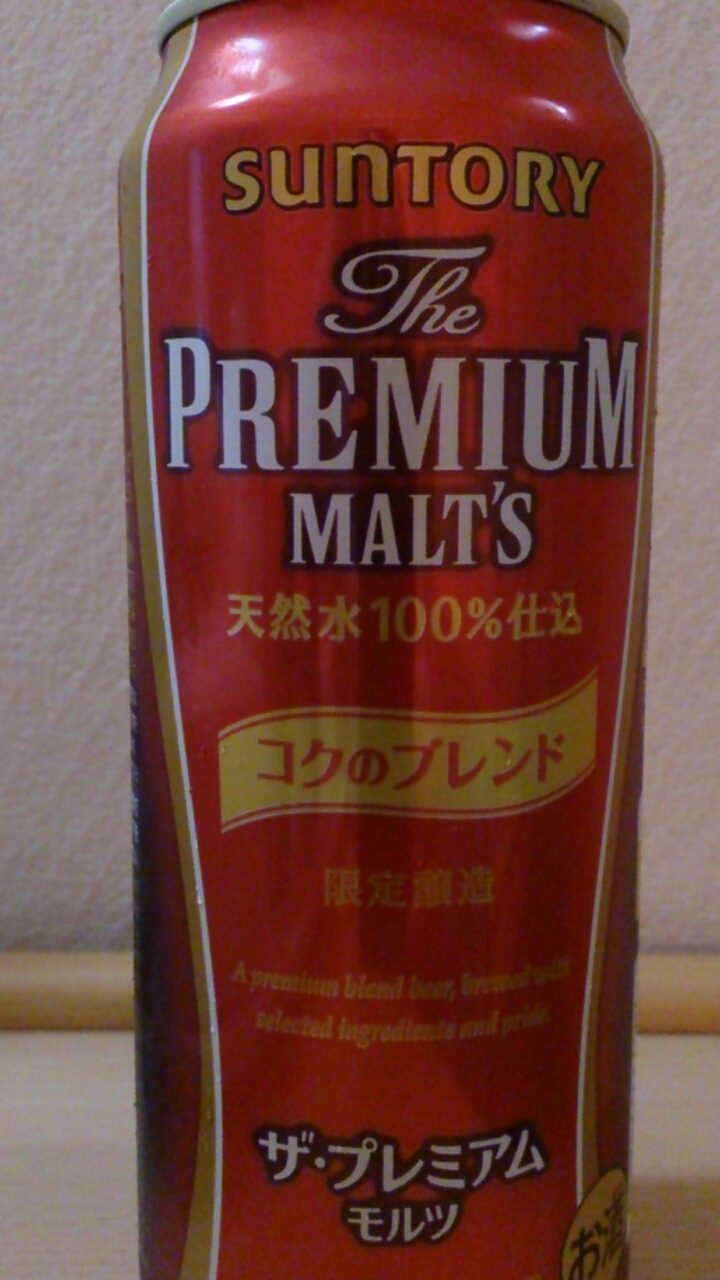 SUNTORY
The
PREMIUM
MALT'S
天然水100%仕込
コクのブレンド
限定醸造
A premium blend beer, brewed with
selected ingredients and pride.
ザ・プレミアム
モルツ
お酒